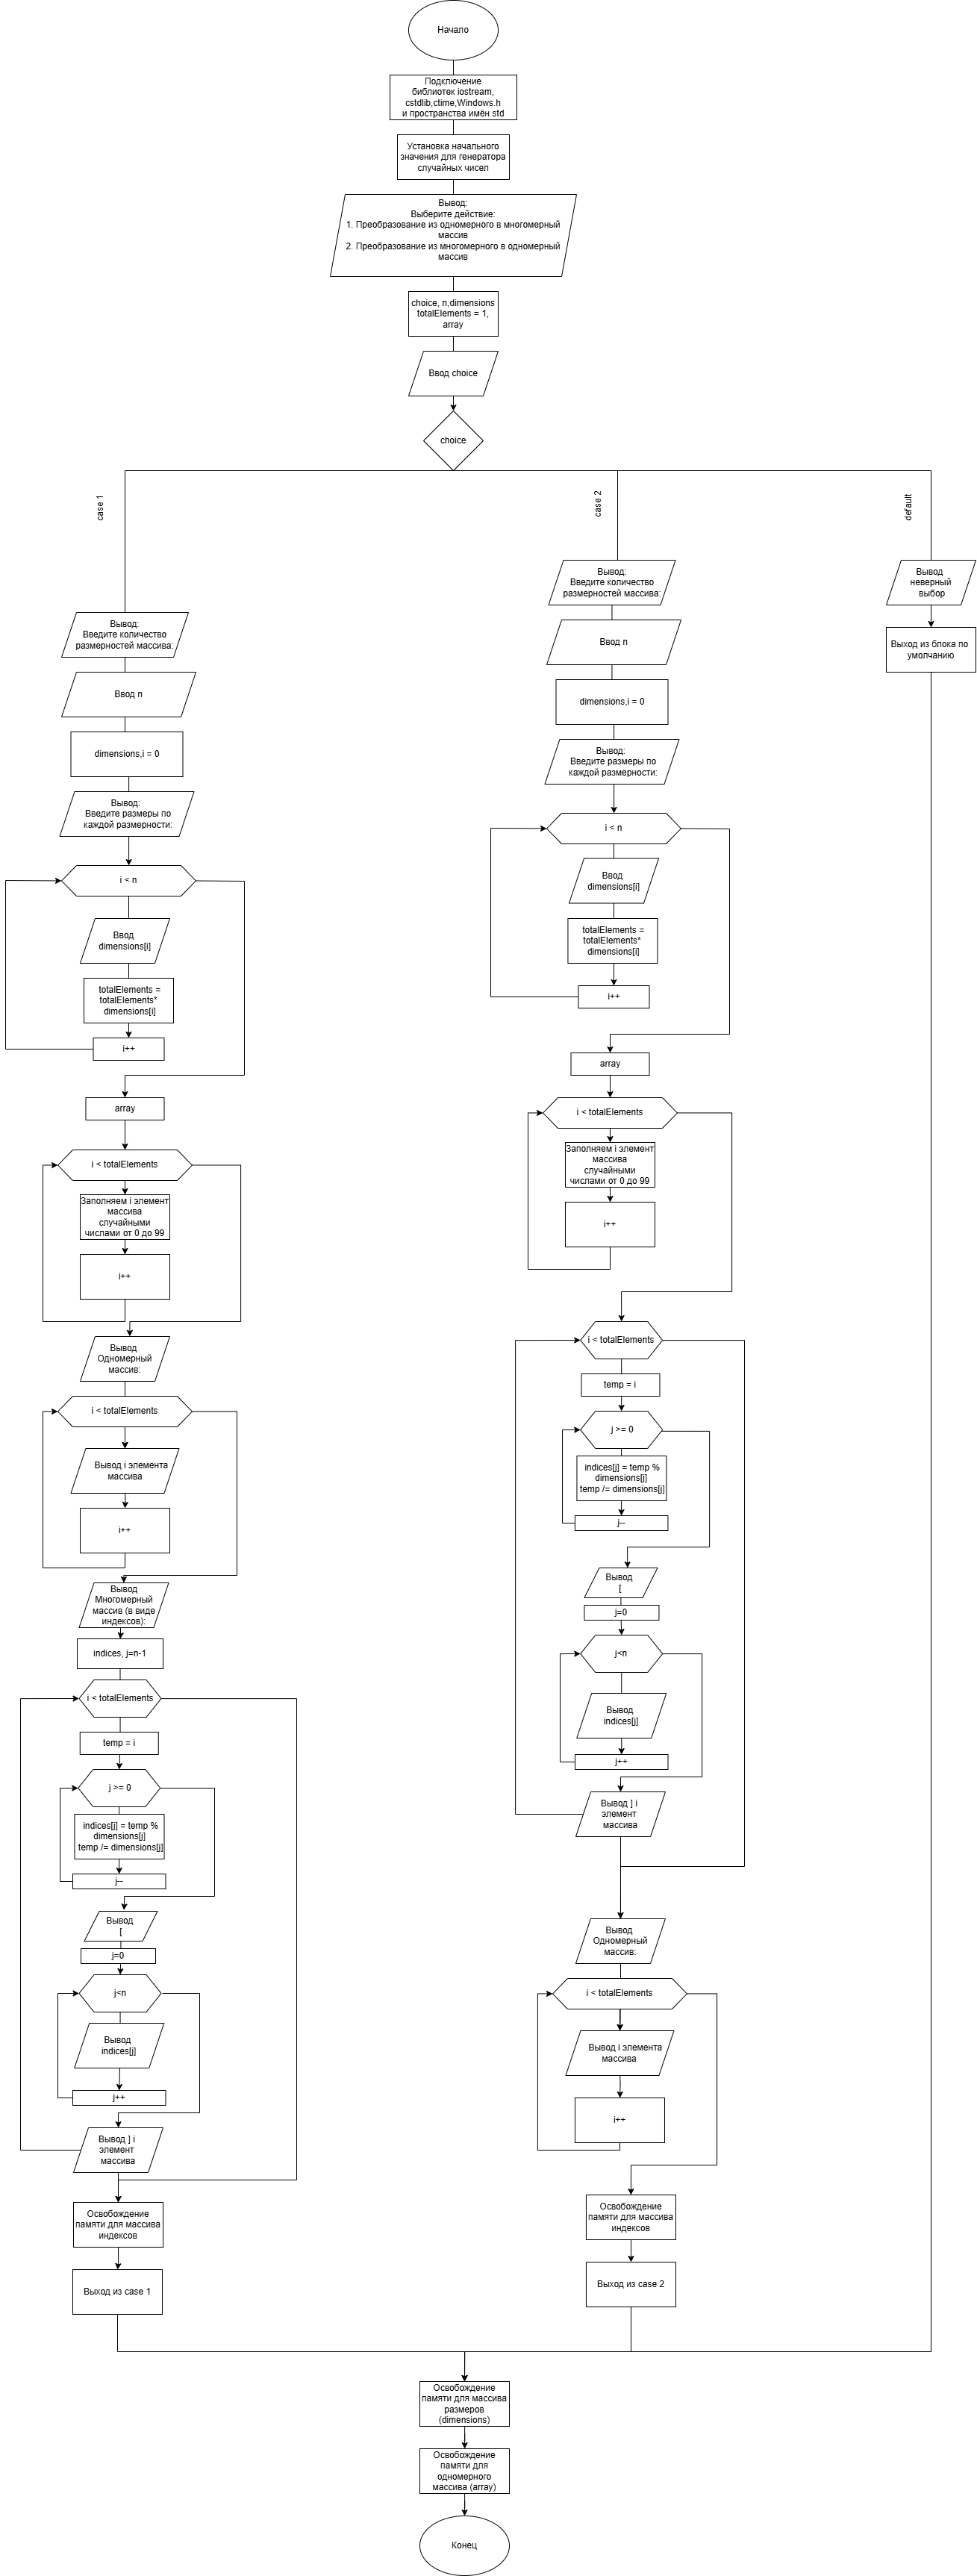 Начало
Подключение
библиотек iostream,
cstdlib,ctime,Windows.h
и пространства имён std
Установка начального
значения для генератора
случайных чисел
Вывод:
Выберите действие:
1. Преобразование из одномерного в многомерный
массив
2. Преобразование из многомерного в одномерный
массив
choice, n,dimensions
totalElements = 1,
array
Ввод choice
choice
case 1
case 2
default
Вывод:
Введите количество
размерностей массива:
Ввод n
dimensions,i = 0
Вывод:
Введите размеры по
каждой размерности:
i < n
Ввод
dimensions[i]
totalElements =
totalElements*
dimensions[i]
i++
array
i < totalElements
Заполняем i элемент
массива
случайными
числами от 0 до 99
i++
Вывод
Одномерный
массив:
i < totalElements
Вывод i элемента
массива
i++
Вывод
Многомерный
массив (в виде
индексов):
indices, j=n-1
i < totalElements
temp = i
j >= 0
indices[j] = temp %
dimensions[j]
temp /= dimensions[j]
j--
Вывод
[
j=0
j<n
Вывод
indices[j]
j++
Вывод ] i
элемент
массива
Освобождение
памяти для массива
индексов
Выход из case 1
Вывод:
Введите количество
размерностей массива:
Ввод n
dimensions,i = 0
Вывод:
Введите размеры по
каждой размерности:
i < n
Ввод
dimensions[i]
totalElements =
totalElements*
dimensions[i]
i++
array
i < totalElements
Заполняем i элемент
массива
случайными
числами от 0 до 99
i++
i < totalElements
temp = i
j >= 0
indices[j] = temp %
dimensions[j]
temp /= dimensions[j]
j--
Вывод
[
j=0
j<n
Вывод
indices[j]
j++
Вывод ] i
элемент
массива
Вывод
Одномерный
массив:
i < totalElements
Вывод i элемента
массива
i++
Освобождение
памяти для массива
индексов
Выход из case 2
Вывод
неверный
выбор
Выход из блока по
умолчанию
Освобождение
памяти для массива
размеров
(dimensions)
Освобождение
памяти для
одномерного
массива (array)
Конец